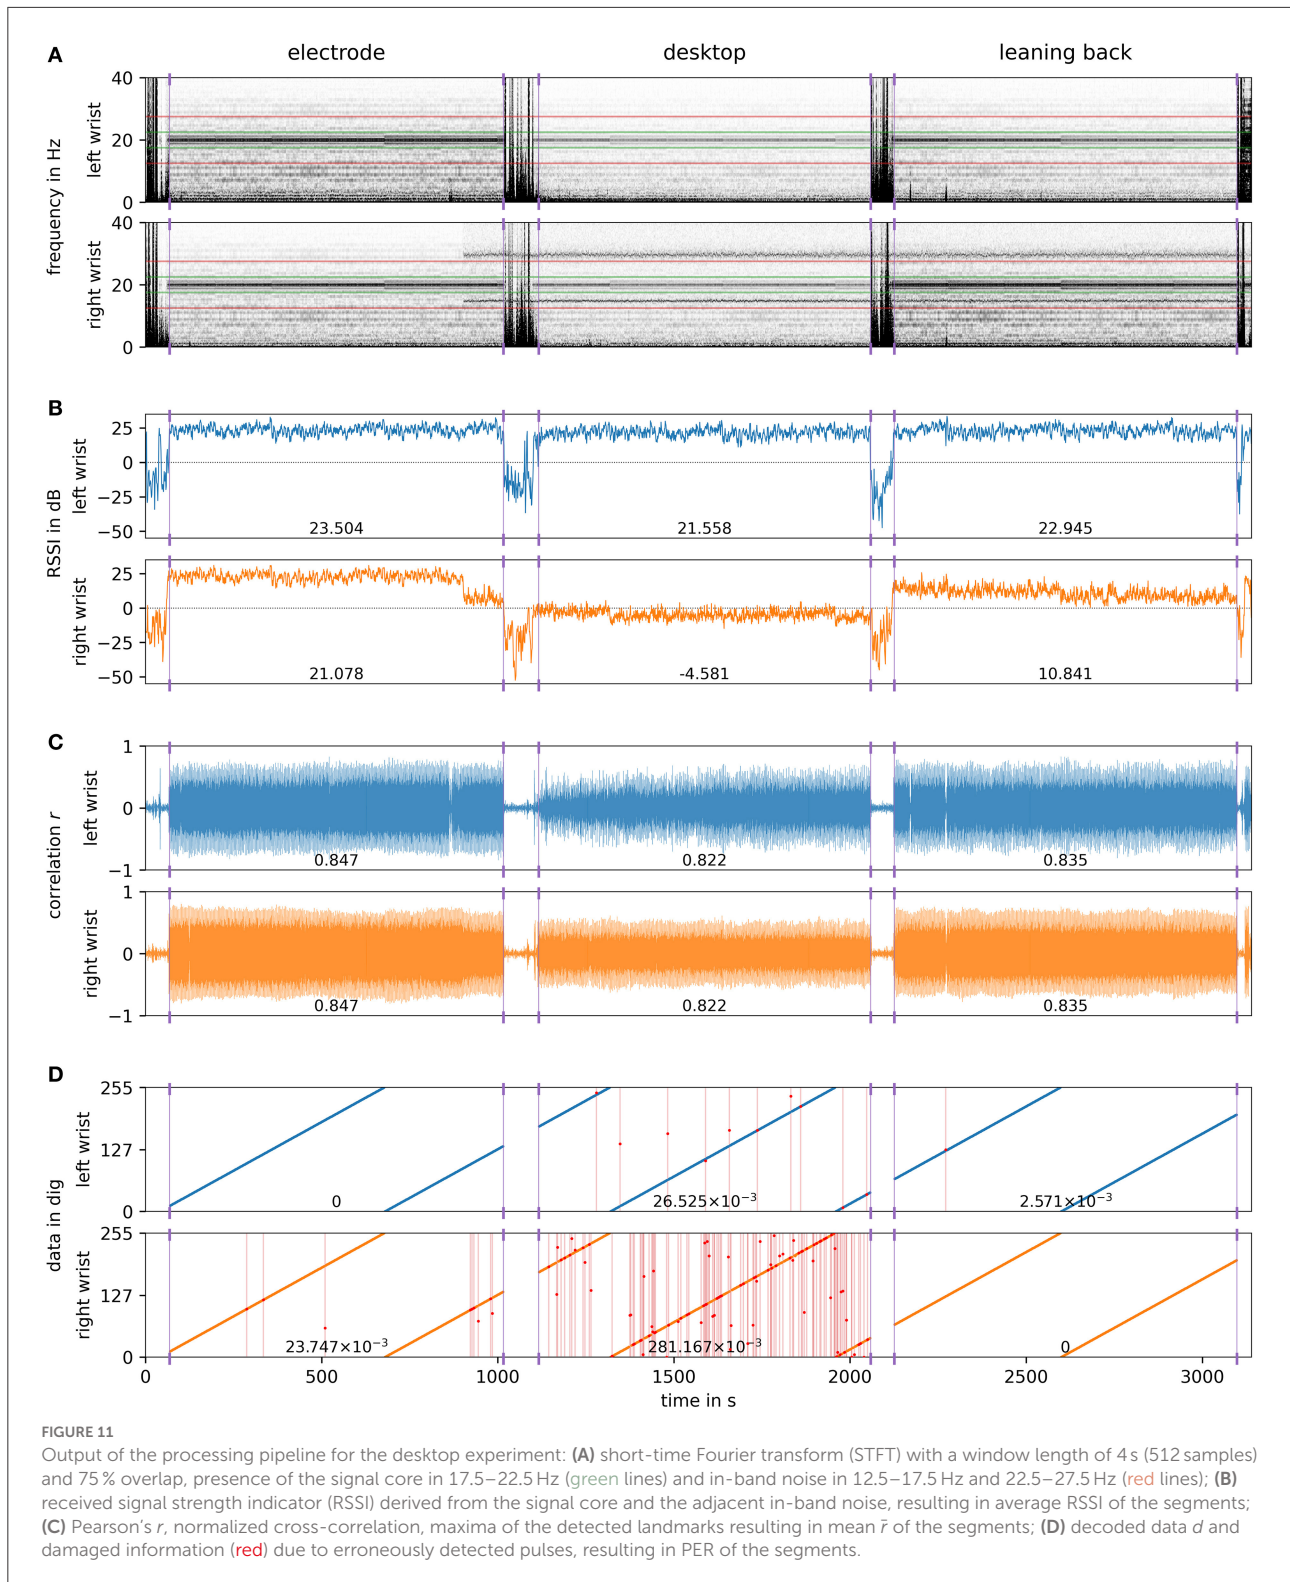 A
electrode desktop leaning back
frequency in Hz
left wrist
40
20
0
right wrist
40
20
0
B
RSSI in dB
left wrist
25
0
−25
−50
23.504 21.558 22.945
right wrist
25
0
−25
−50
21.078 -4.581 10.841
C
correlation r
left wrist
1
0
−1
0.847 0.822 0.835
right wrist
1
0
−1
0.847 0.822 0.835
D
data in dig
left wrist
255
127
0
0 26.525×10⁻³ 2.571×10⁻³
right wrist
255
127
0
23.747×10⁻³ 281.167×10⁻³ 0
0 500 1000 1500 2000 2500 3000
time in s
FIGURE 11
Output of the processing pipeline for the desktop experiment: (A) short-time Fourier transform (STFT) with a window length of 4 s (512 samples)
and 75 % overlap, presence of the signal core in 17.5–22.5 Hz (green lines) and in-band noise in 12.5–17.5 Hz and 22.5–27.5 Hz (red lines); (B)
received signal strength indicator (RSSI) derived from the signal core and the adjacent in-band noise, resulting in average RSSI of the segments;
(C) Pearson's r, normalized cross-correlation, maxima of the detected landmarks resulting in mean r̄ of the segments; (D) decoded data d and
damaged information (red) due to erroneously detected pulses, resulting in PER of the segments.